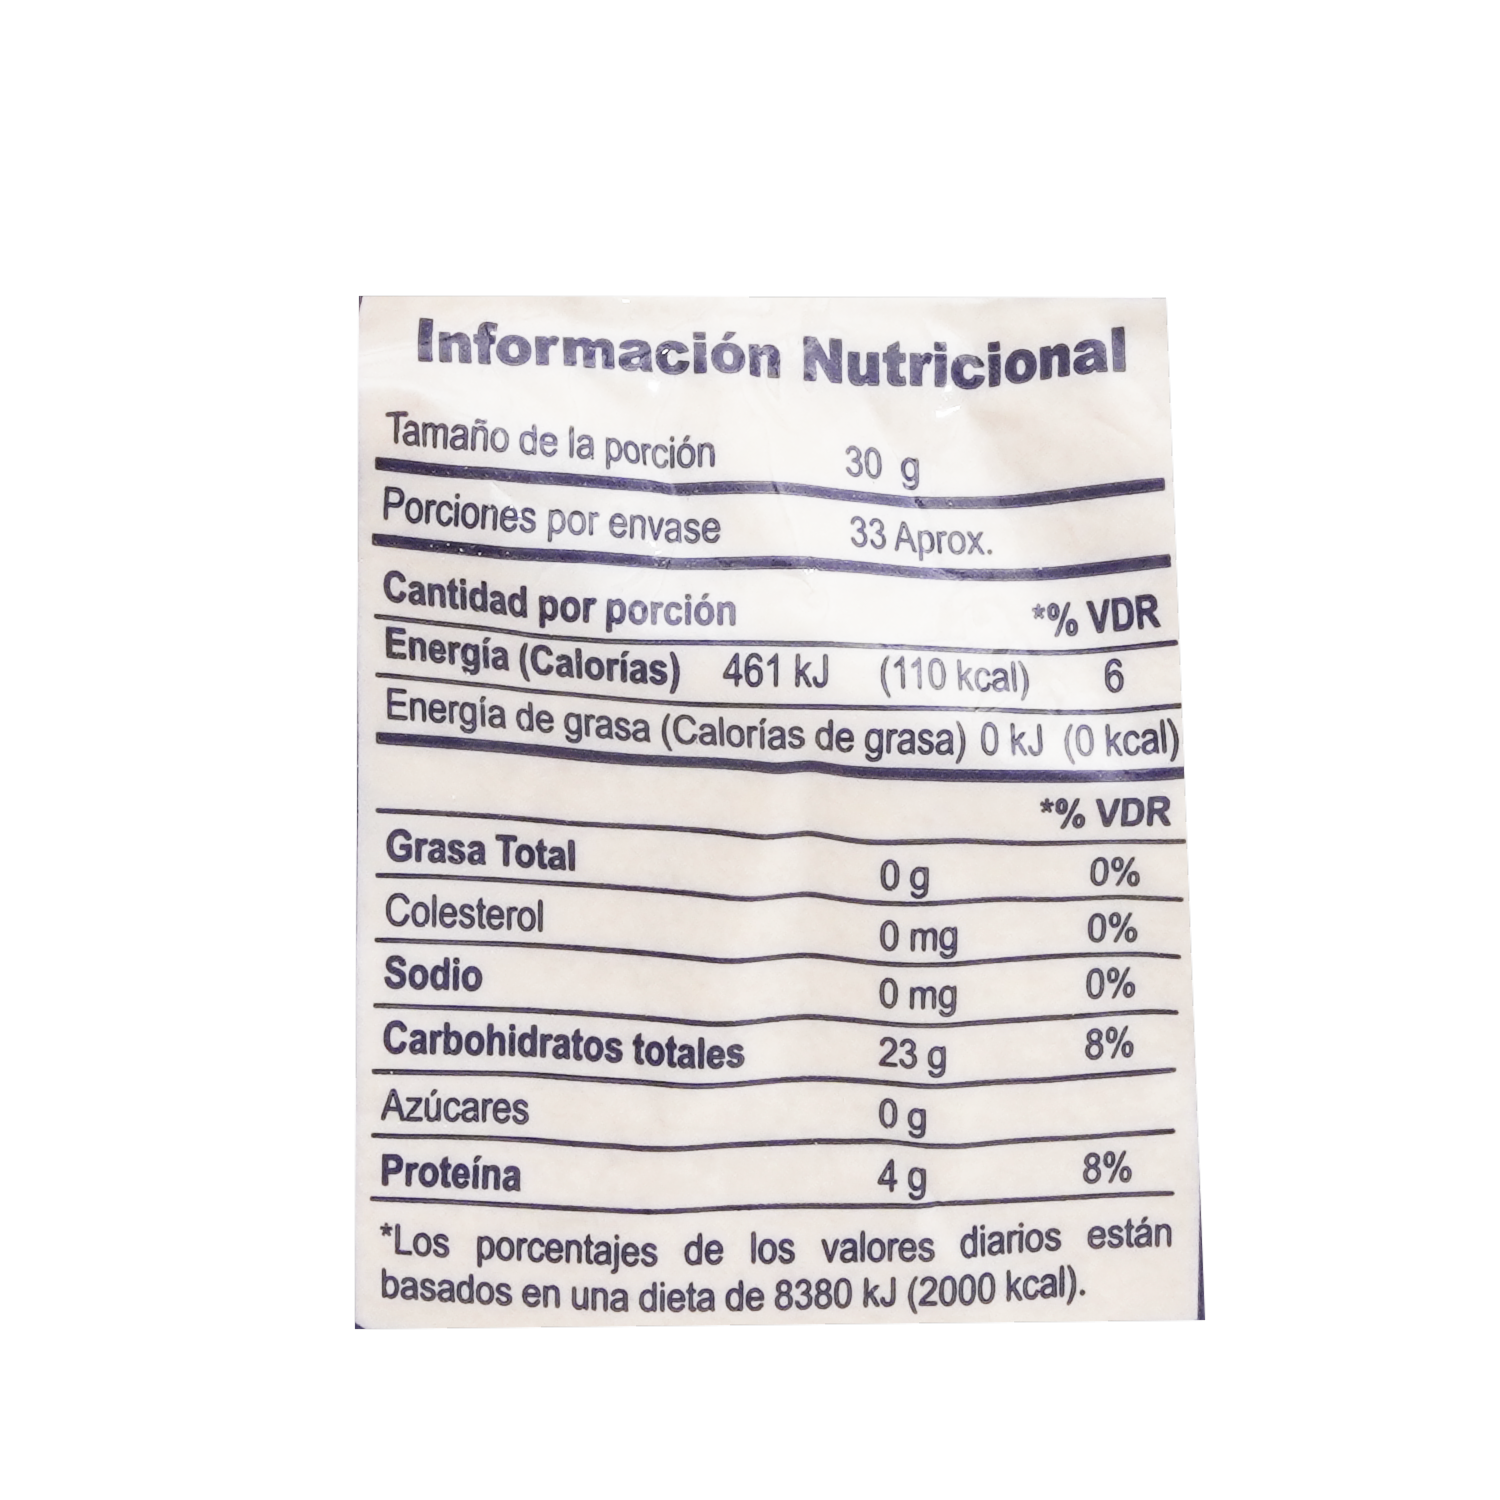 Información Nutricional
Tamaño de la porción 30 g
Porciones por envase 33 Aprox.
Cantidad por porción *% VDR
Energía (Calorías) 461 kJ (110 kcal) 6
Energía de grasa (Calorías de grasa) 0 kJ (0 kcal)
*% VDR
Grasa Total 0 g 0%
Colesterol 0 mg 0%
Sodio 0 mg 0%
Carbohidratos totales 23 g 8%
Azúcares 0 g
Proteína 4 g 8%
*Los porcentajes de los valores diarios están
basados en una dieta de 8380 kJ (2000 kcal).